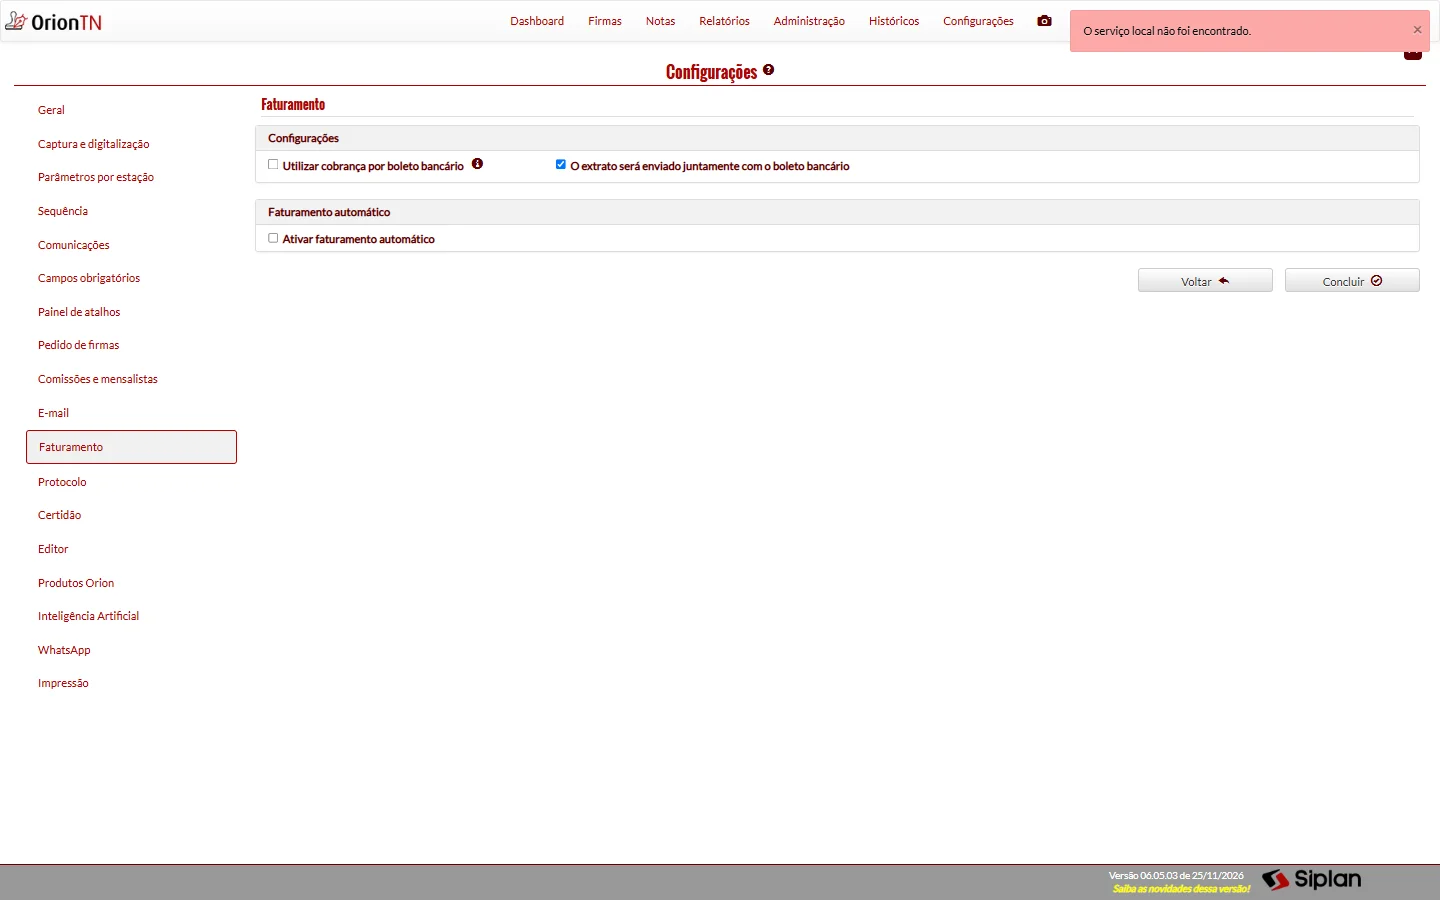 OrionTN
Dashboard
Firmas
Notas
Relatórios
Administração
Históricos
Configurações
O serviço local não foi encontrado.
×
Configurações
Geral
Captura e digitalização
Parâmetros por estação
Sequência
Comunicações
Campos obrigatórios
Painel de atalhos
Pedido de firmas
Comissões e mensalistas
E-mail
Faturamento
Protocolo
Certidão
Editor
Produtos Orion
Inteligência Artificial
WhatsApp
Impressão
Faturamento
Configurações
Utilizar cobrança por boleto bancário
O extrato será enviado juntamente com o boleto bancário
Faturamento automático
Ativar faturamento automático
Voltar
Concluir
Versão 06.05.03 de 25/11/2026
Saiba as novidades dessa versão!
Siplan